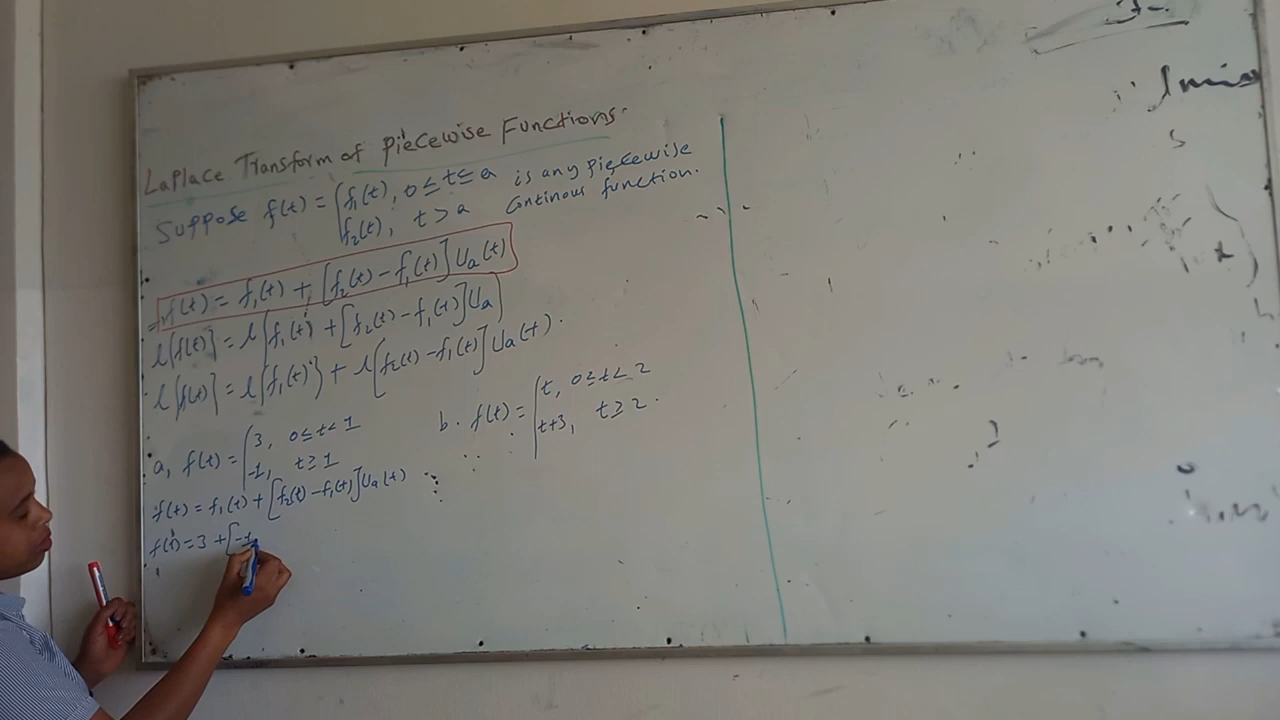 Laplace Transform of Piecewise Functions.
Suppose f(t) = { f₁(t), 0 ≤ t ≤ a is any piecewise
f₂(t), t > a Continous function.
f(t) = f₁(t) + [f₂(t) − f₁(t)] Uₐ(t)
l{f(t)} = l{f₁(t) + [f₂(t) − f₁(t)]Uₐ}
l{f(t)} = l{f₁(t)} + l[f₂(t) − f₁(t)]Uₐ(t).
a, f(t) = { 3, 0 ≤ t < 1
-1, t ≥ 1
b. f(t) = { t, 0 ≤ t < 2
t+3, t ≥ 2.
f(t) = f₁(t) + [f₂(t) − f₁(t)]Uₐ(t)
f(t) = 3 + [-1